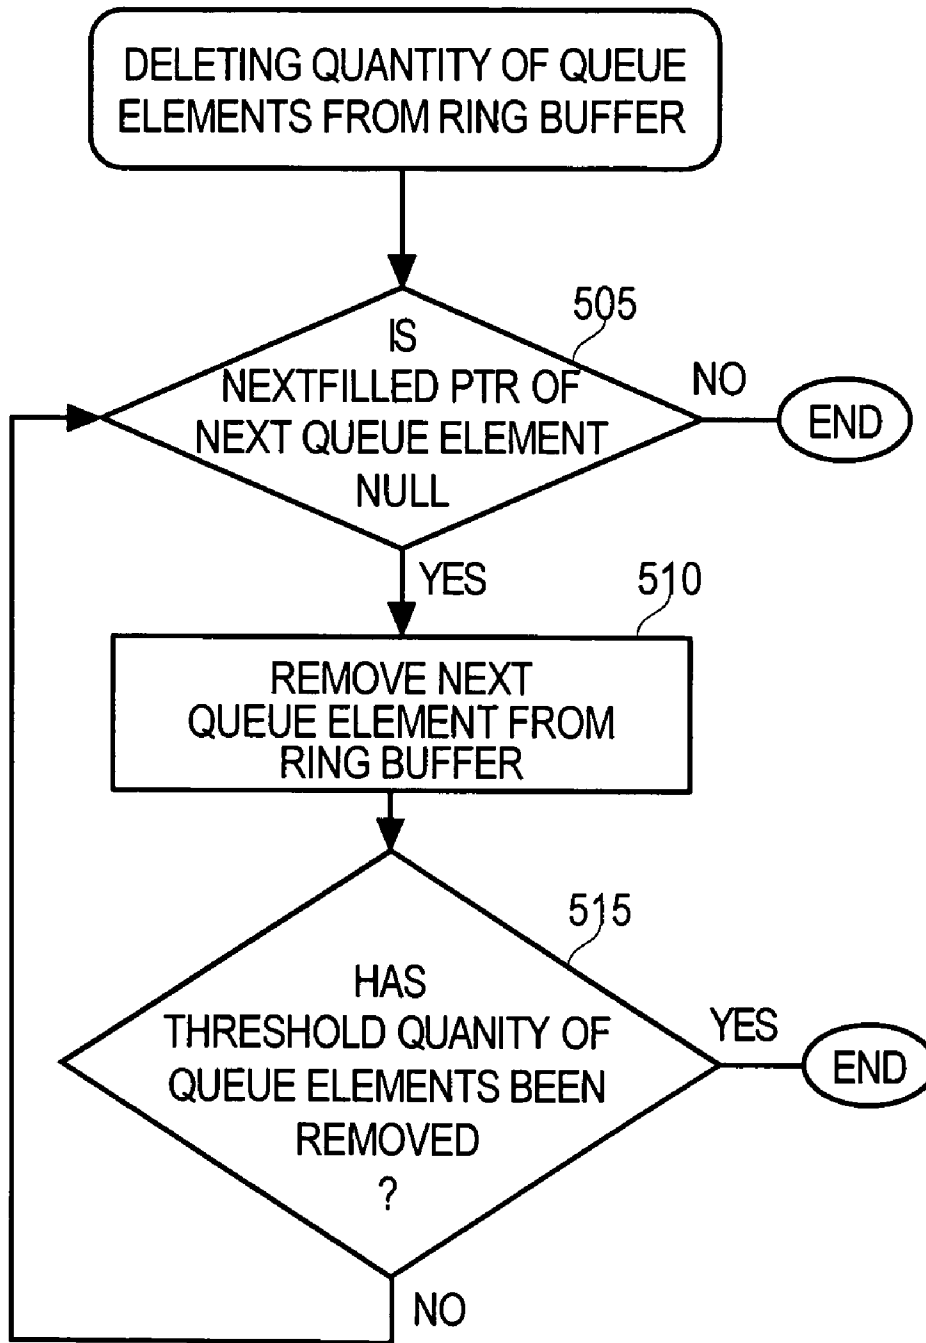 DELETING QUANTITY OF QUEUE
ELEMENTS FROM RING BUFFER
505
IS
NEXTFILLED PTR OF
NEXT QUEUE ELEMENT
NULL
NO
END
YES
510
REMOVE NEXT
QUEUE ELEMENT FROM
RING BUFFER
515
HAS
THRESHOLD QUANITY OF
QUEUE ELEMENTS BEEN
REMOVED
?
YES
END
NO